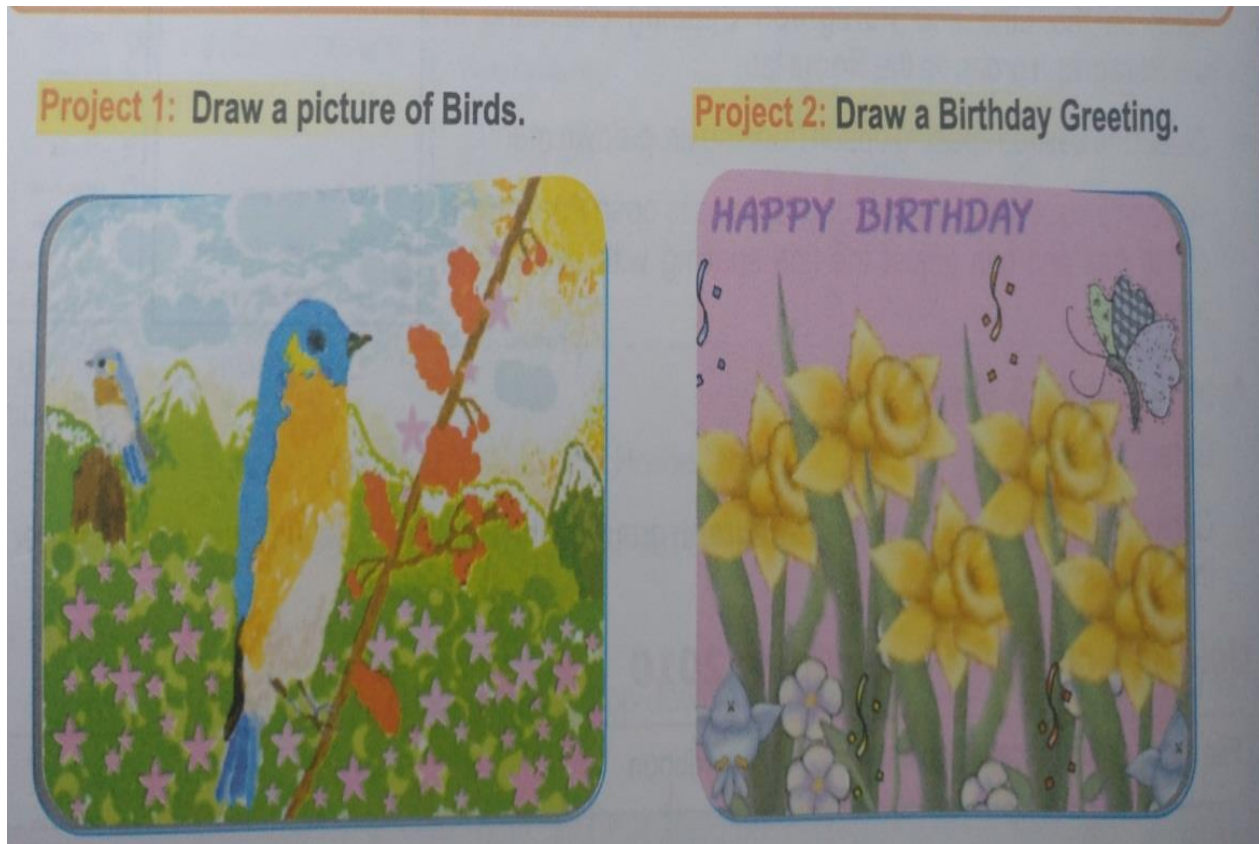 Project 1: Draw a picture of Birds.
Project 2: Draw a Birthday Greeting.
HAPPY BIRTHDAY